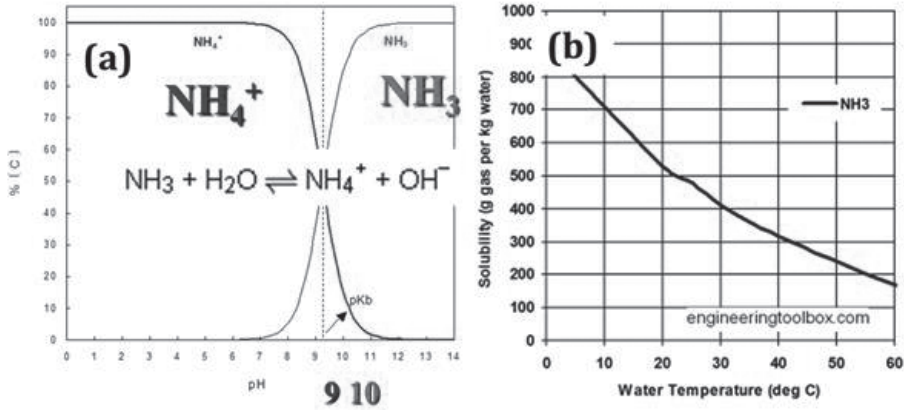 (a)
100
90
80
70
60
50
40
30
20
10
0
% [ C ]
NH₄⁺
NH₃
NH₄⁺
NH₃
NH₃ + H₂O ⇌ NH₄⁺ + OH⁻
pKb
0 1 2 3 4 5 6 7 8 9 10 11 12 13 14
pH
9 10
(b)
1000
900
800
700
600
500
400
300
200
100
0
Solubility (g gas per kg water)
NH3
engineeringtoolbox.com
0 10 20 30 40 50 60
Water Temperature (deg C)